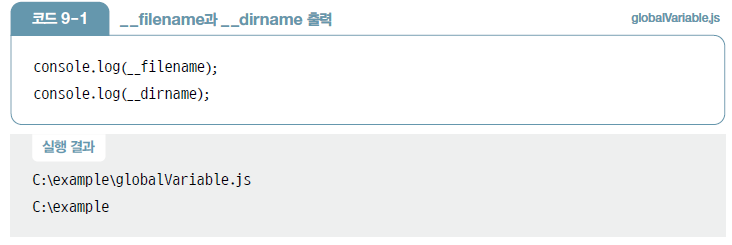 코드 9-1 __filename과 __dirname 출력 globalVariable.js
console.log(__filename);
console.log(__dirname);
실행 결과
C:\example\globalVariable.js
C:\example